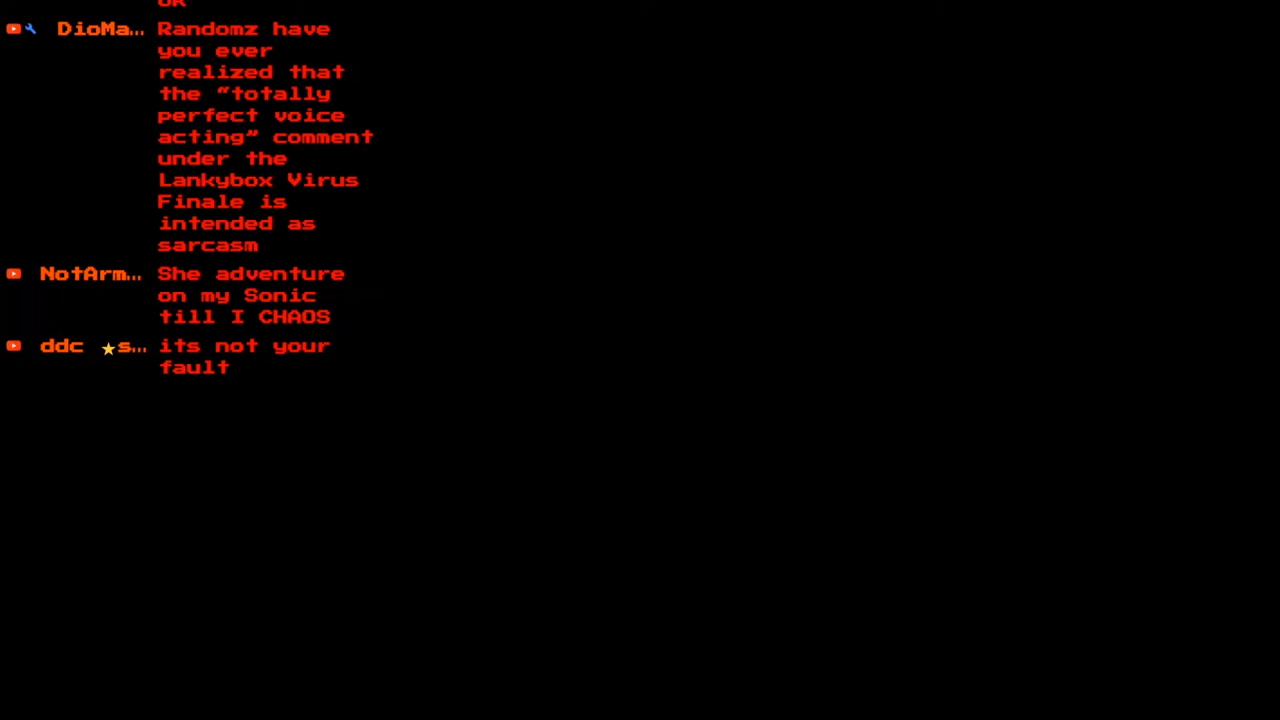 OK
DioMa... Randomz have
you ever
realized that
the "totally
perfect voice
acting" comment
under the
Lankybox Virus
Finale is
intended as
sarcasm
NotArm... She adventure
on my Sonic
till I CHAOS
ddc ★s... its not your
fault